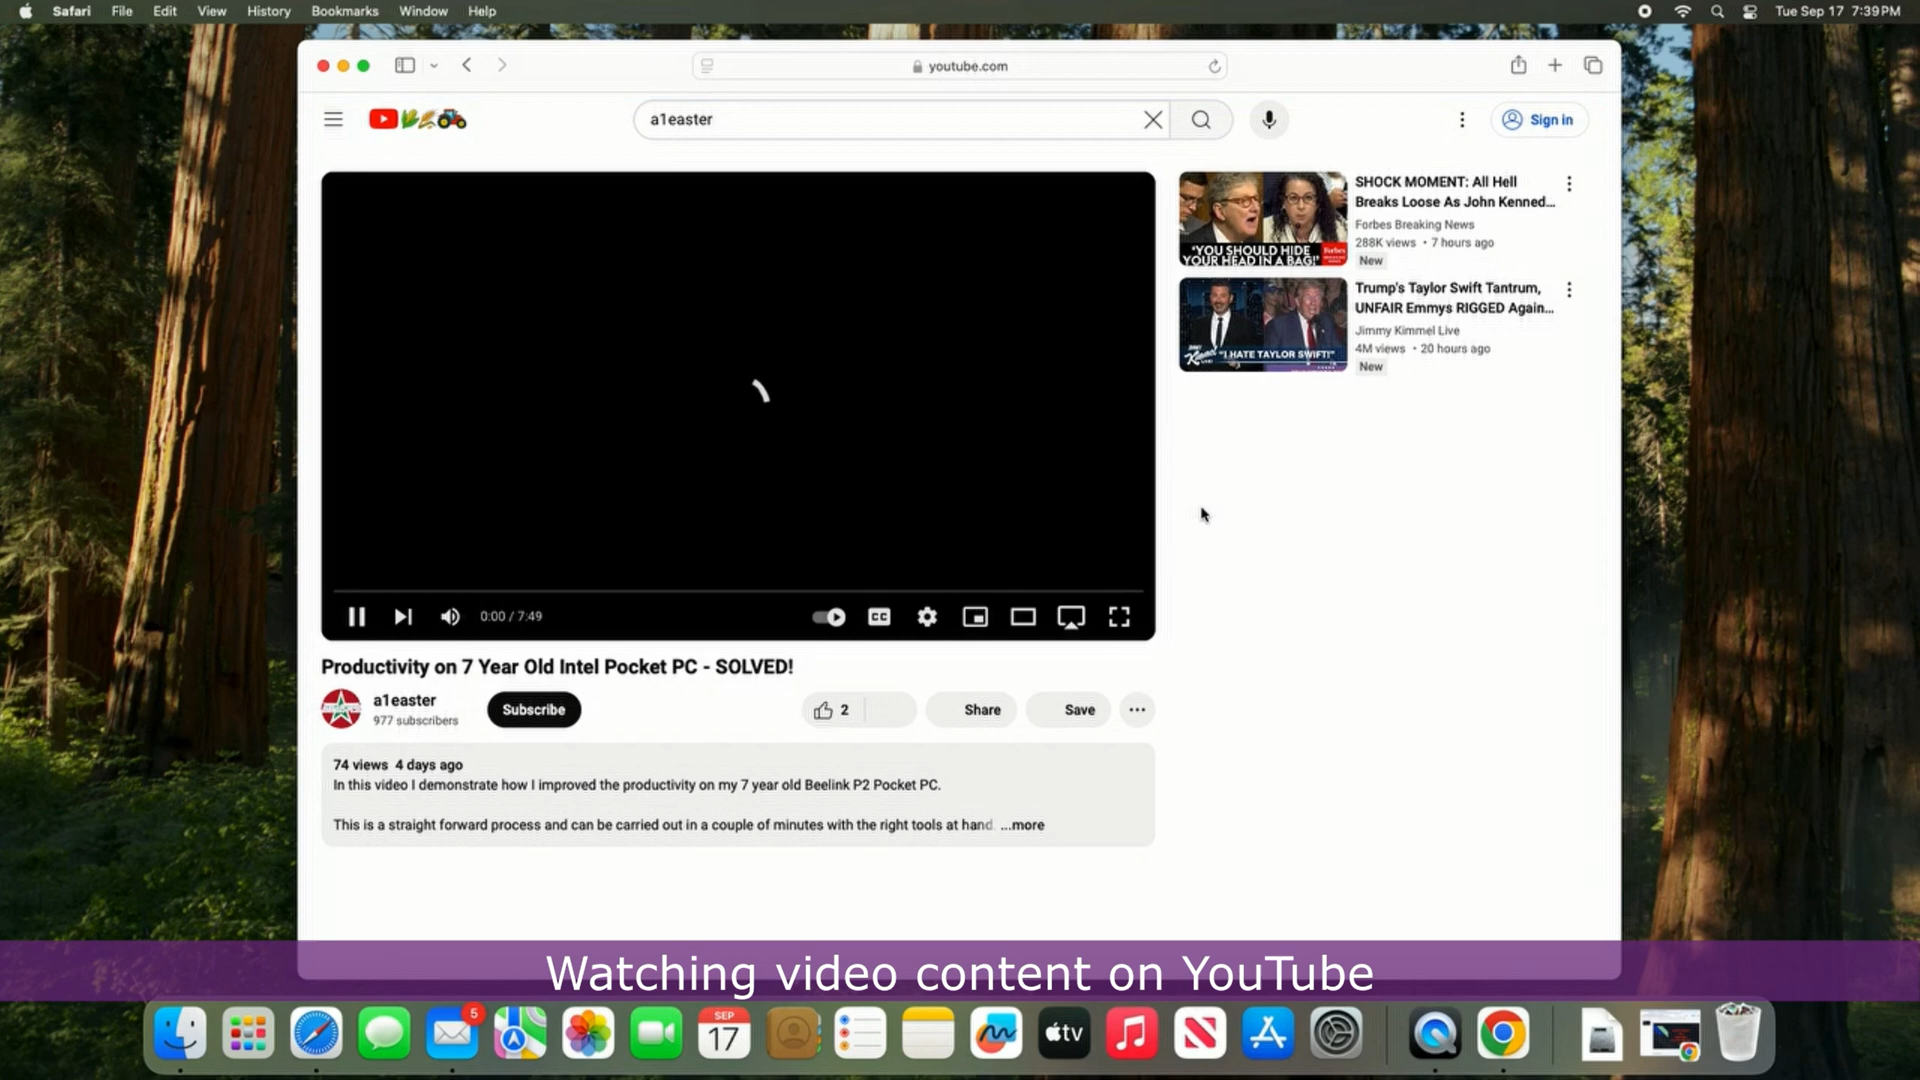 Safari File Edit View History Bookmarks Window Help
Tue Sep 17 7:39 PM
youtube.com
a1easter
Sign in
SHOCK MOMENT: All Hell
Breaks Loose As John Kenned...
Forbes Breaking News
288K views • 7 hours ago
New
"YOU SHOULD HIDE
YOUR HEAD IN A BAG!"
Forbes
Trump's Taylor Swift Tantrum,
UNFAIR Emmys RIGGED Again...
Jimmy Kimmel Live
4M views • 20 hours ago
New
Kimmel "I HATE TAYLOR SWIFT!"
0:00 / 7:49
CC
Productivity on 7 Year Old Intel Pocket PC - SOLVED!
a1easter
977 subscribers
Subscribe
2
Share
Save
74 views 4 days ago
In this video I demonstrate how I improved the productivity on my 7 year old Beelink P2 Pocket PC.
This is a straight forward process and can be carried out in a couple of minutes with the right tools at hand. ...more
Watching video content on YouTube
5
SEP
17
tv